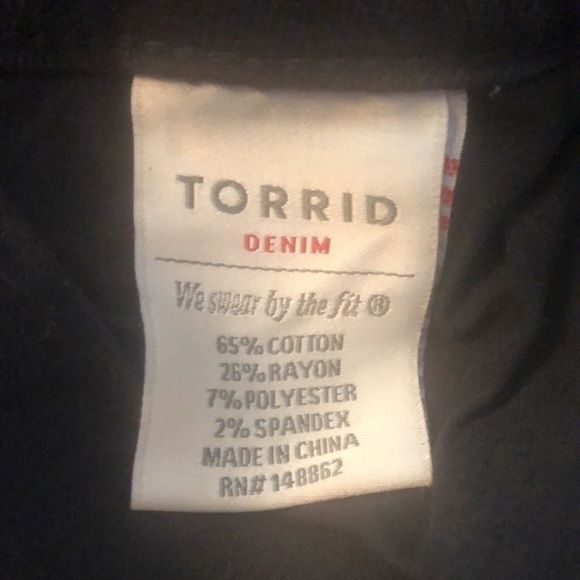 TORRID
DENIM
We swear by the fit ®
65% COTTON
26% RAYON
7% POLYESTER
2% SPANDEX
MADE IN CHINA
RN# 148862